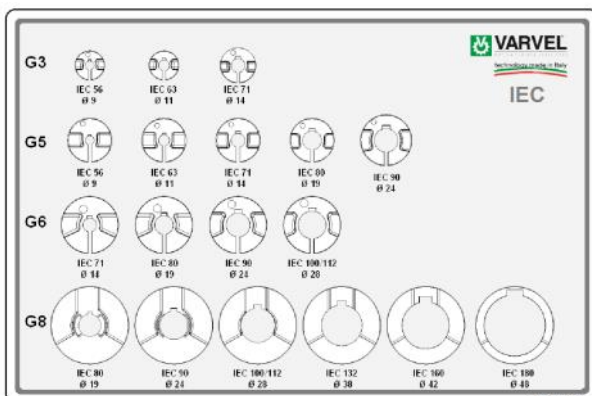 VARVEL
technology made in Italy
IEC
G3
IEC 56
Ø 9
IEC 63
Ø 11
IEC 71
Ø 14
G5
IEC 56
Ø 9
IEC 63
Ø 11
IEC 71
Ø 14
IEC 80
Ø 19
IEC 90
Ø 24
G6
IEC 71
Ø 14
IEC 80
Ø 19
IEC 90
Ø 24
IEC 100/112
Ø 28
G8
IEC 80
Ø 19
IEC 90
Ø 24
IEC 100/112
Ø 28
IEC 132
Ø 38
IEC 160
Ø 42
IEC 180
Ø 48